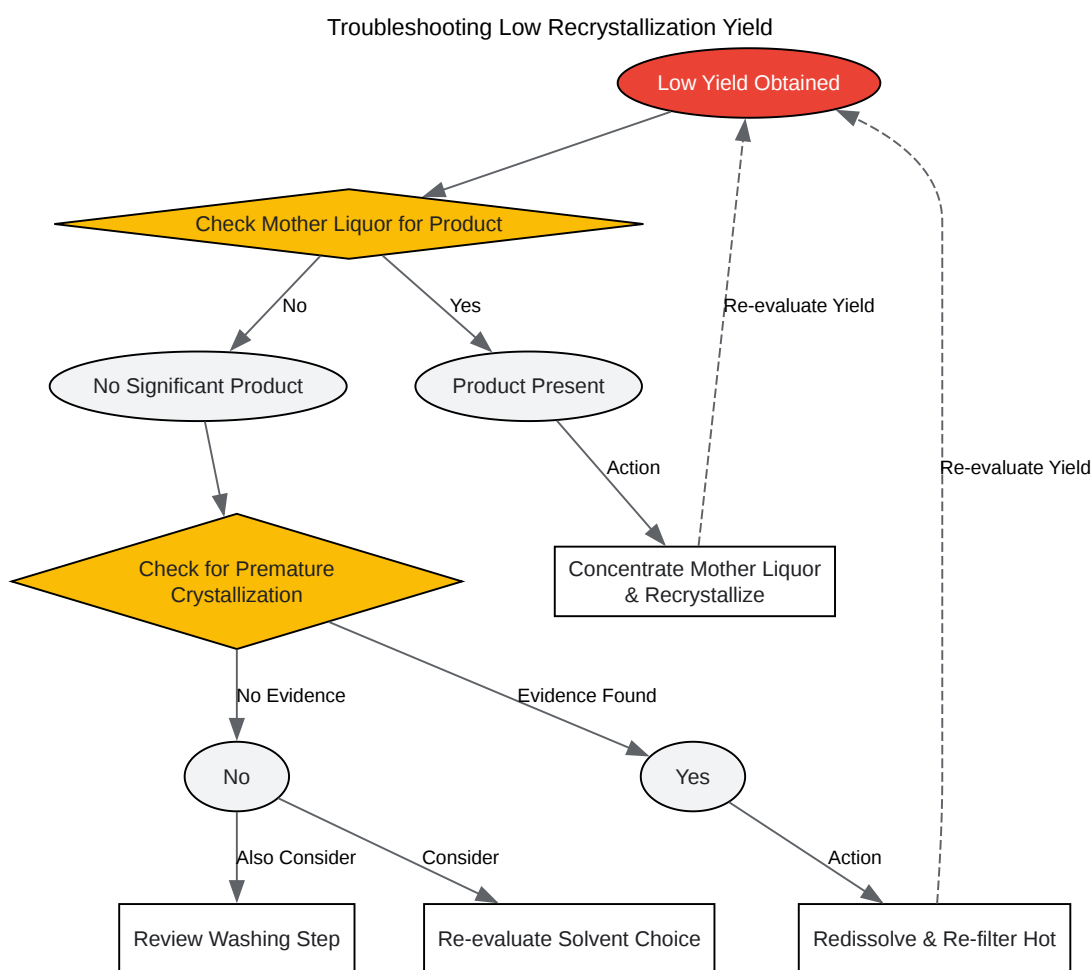 Troubleshooting Low Recrystallization Yield
Low Yield Obtained
Check Mother Liquor for Product
No
Yes
Re-evaluate Yield
No Significant Product
Product Present
Action
Re-evaluate Yield
Check for Premature
Crystallization
Concentrate Mother Liquor
& Recrystallize
No Evidence
Evidence Found
No
Yes
Also Consider
Consider
Action
Review Washing Step
Re-evaluate Solvent Choice
Redissolve & Re-filter Hot